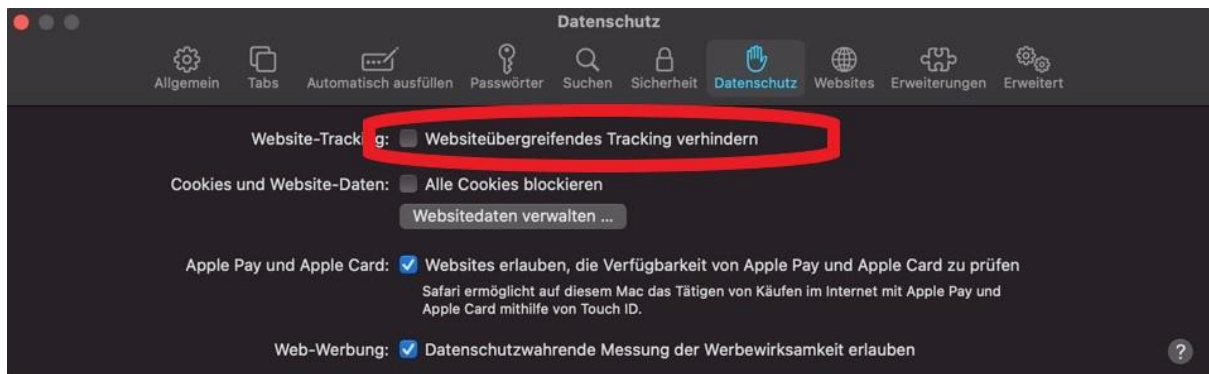 Datenschutz
Allgemein Tabs Automatisch ausfüllen Passwörter Suchen Sicherheit Datenschutz Websites Erweiterungen Erweitert
Website-Tracking: Websiteübergreifendes Tracking verhindern
Cookies und Website-Daten: Alle Cookies blockieren
Websitedaten verwalten ...
Apple Pay und Apple Card: Websites erlauben, die Verfügbarkeit von Apple Pay und Apple Card zu prüfen
Safari ermöglicht auf diesem Mac das Tätigen von Käufen im Internet mit Apple Pay und
Apple Card mithilfe von Touch ID.
Web-Werbung: Datenschutzwahrende Messung der Werbewirksamkeit erlauben
?